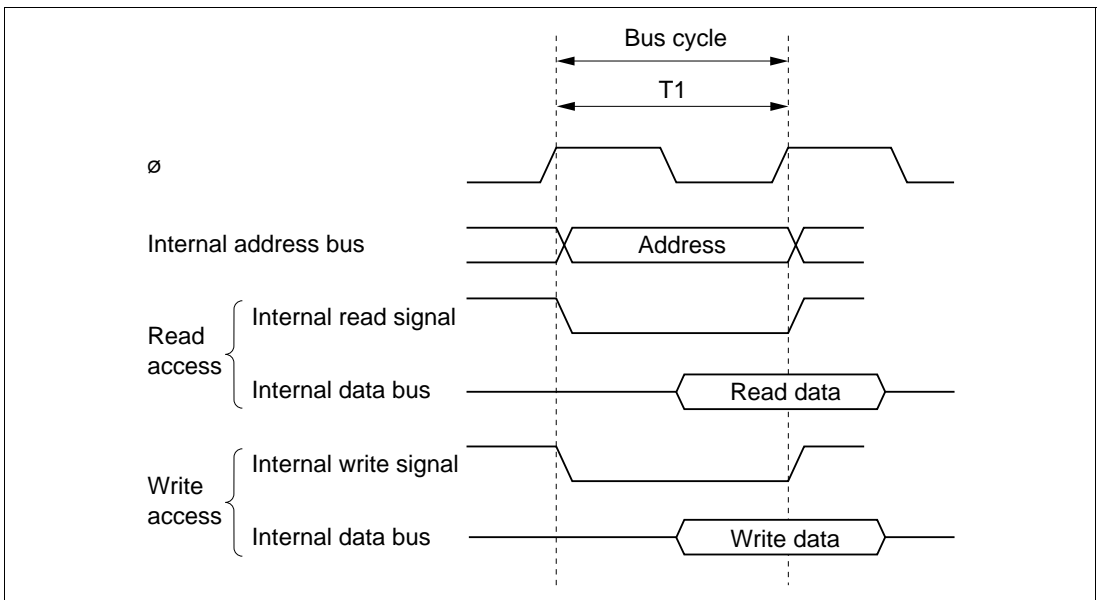 Bus cycle
T1
ø
Internal address bus
Address
Read
access
Internal read signal
Internal data bus
Read data
Write
access
Internal write signal
Internal data bus
Write data